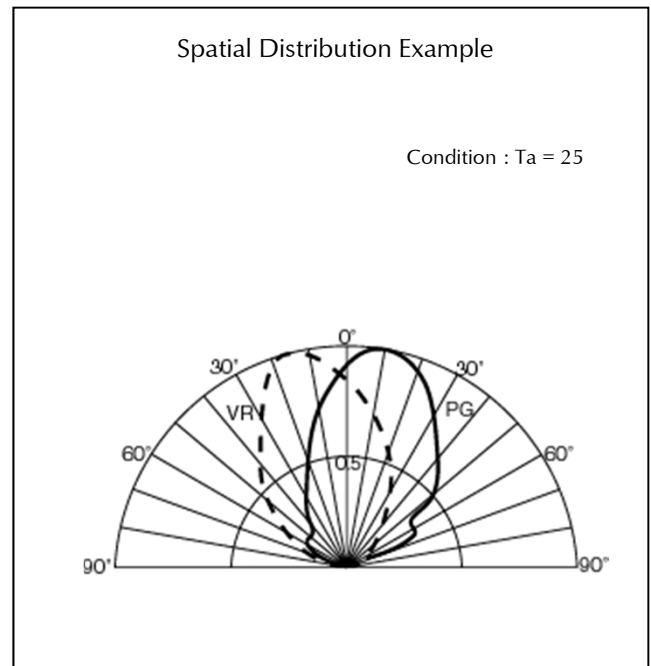 Spatial Distribution Example
Condition : Ta = 25
0°
30°
30°
VR
PG
60°
0.5
60°
90°
90°